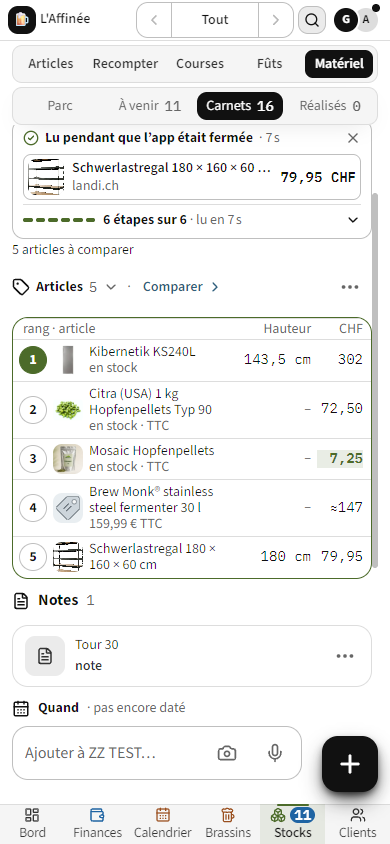 L'Affinée
Tout
G
A
Articles
Recompter
Courses
Fûts
Matériel
Parc
À venir 11
Carnets 16
Réalisés 0
Lu pendant que l’app était fermée · 7 s
Schwerlastregal 180 × 160 × 60 …
landi.ch
79,95 CHF
6 étapes sur 6 · lu en 7 s
5 articles à comparer
Articles 5 · Comparer
rang · article Hauteur CHF
1 Kibernetik KS240L
en stock
143,5 cm 302
2 Citra (USA) 1 kg
Hopfenpellets Typ 90
en stock · TTC
– 72,50
3 Mosaic Hopfenpellets
en stock · TTC
– 7,25
4 Brew Monk® stainless
steel fermenter 30 l
159,99 € TTC
– ≈147
5 Schwerlastregal 180 ×
160 × 60 cm
180 cm 79,95
Notes 1
Tour 30
note
Quand · pas encore daté
Ajouter à ZZ TEST…
Bord
Finances
Calendrier
Brassins
11
Stocks
Clients